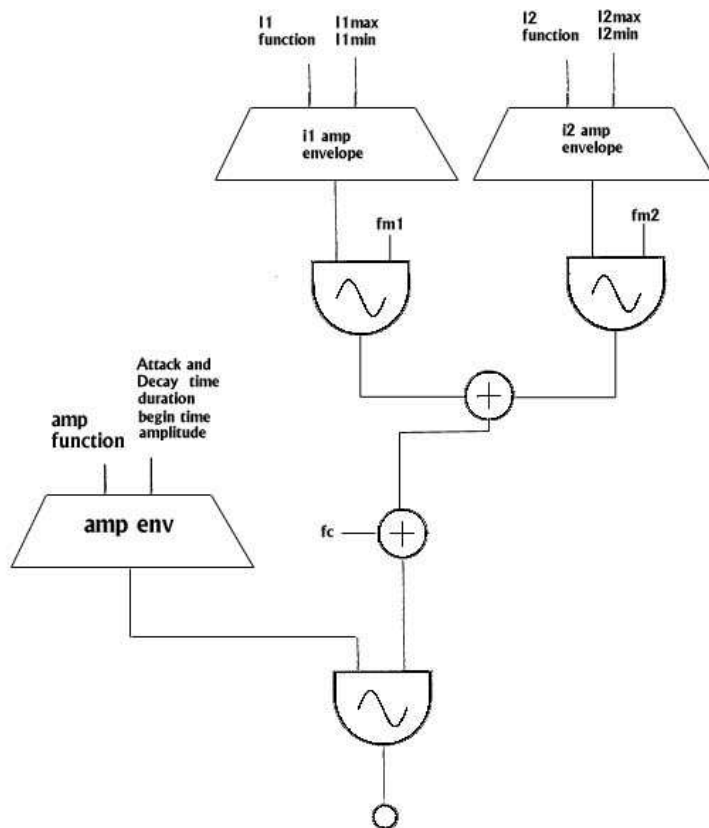 I1
function
I1max
I1min
I2
function
I2max
I2min
i1 amp
envelope
i2 amp
envelope
fm1
fm2
Attack and
Decay time
duration
begin time
amplitude
amp
function
amp env
fc